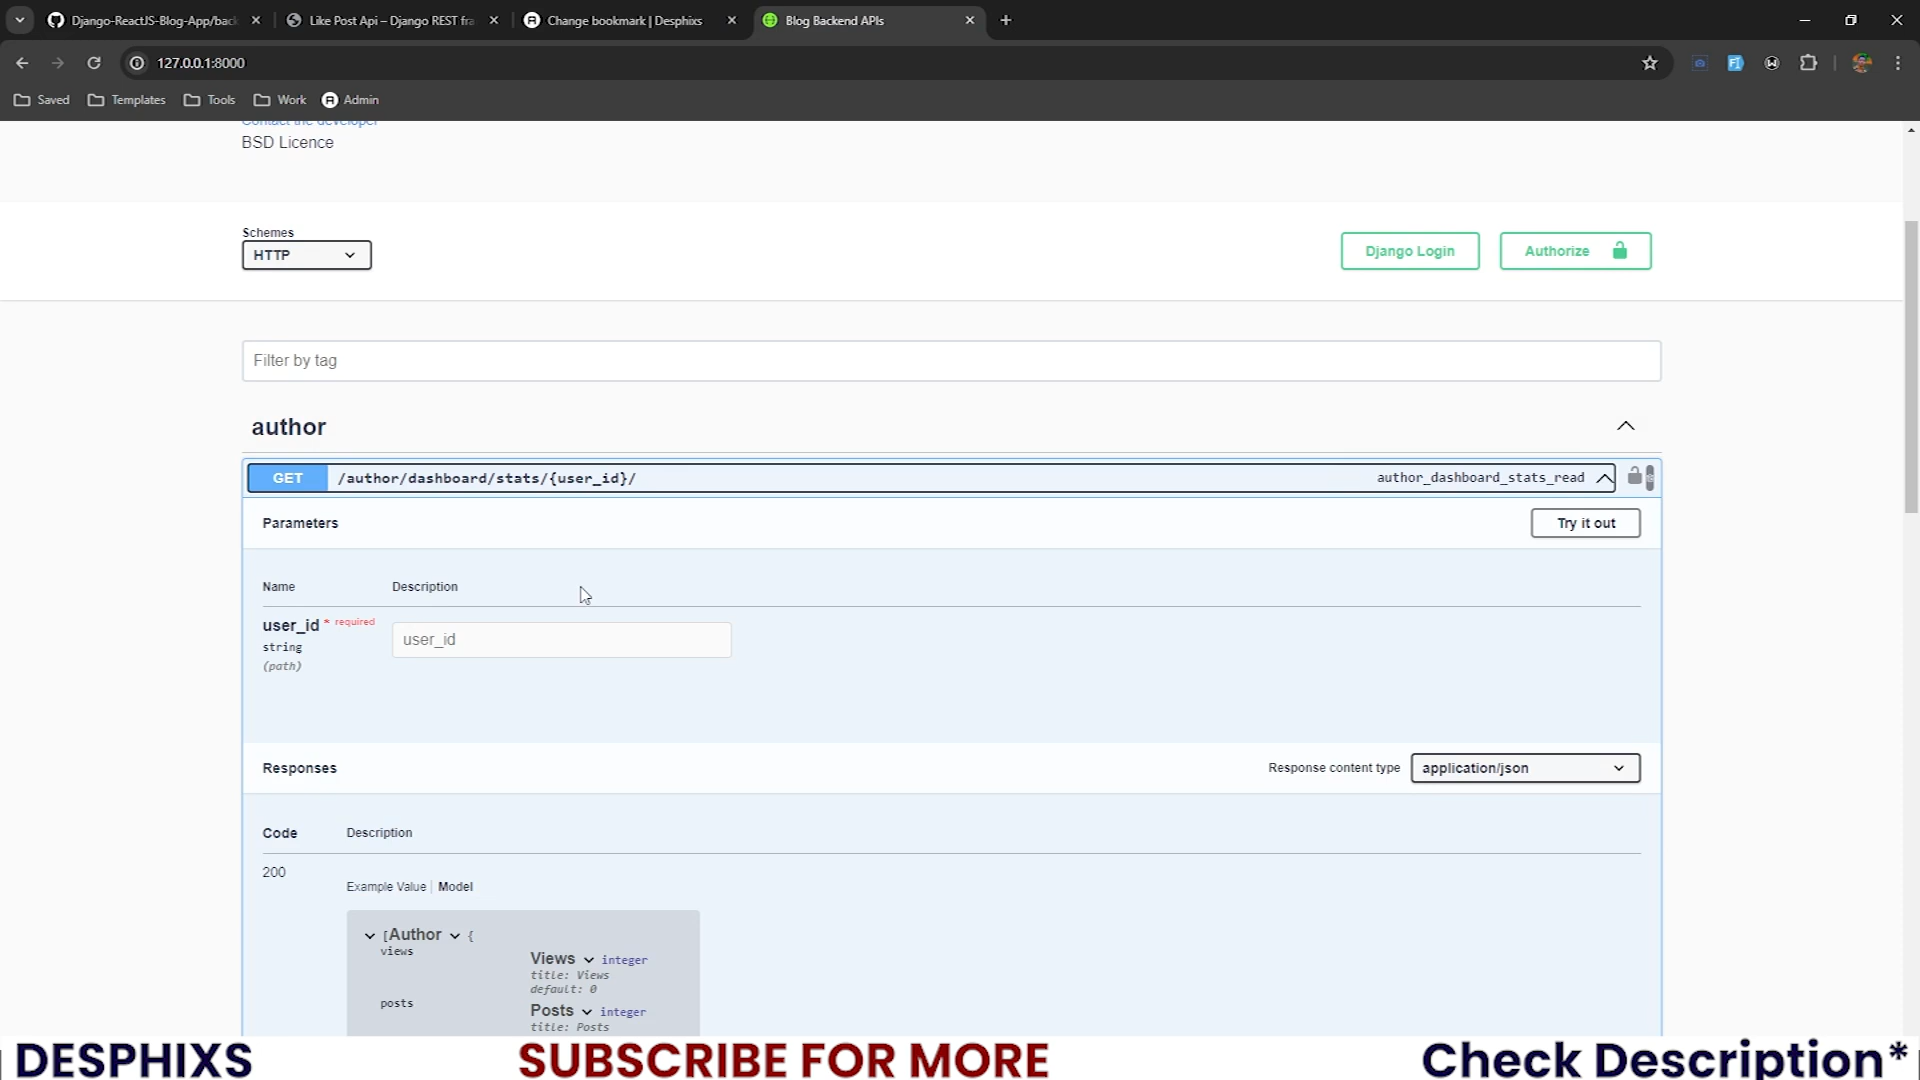 Django-ReactJS-Blog-App/back
Like Post Api – Django REST fra
Change bookmark | Desphixs
Blog Backend APIs
127.0.0.1:8000
Saved
Templates
Tools
Work
Admin
Contact the developer
BSD Licence
Schemes
HTTP
Django Login
Authorize
Filter by tag
author
GET /author/dashboard/stats/{user_id}/ author_dashboard_stats_read
Parameters
Try it out
Name Description
user_id * required
string
(path)
user_id
Responses
Response content type application/json
Code Description
200
Example Value | Model
[Author {
views
Views integer
title: Views
default: 0
posts
Posts integer
title: Posts
DESPHIXS
SUBSCRIBE FOR MORE
Check Description*